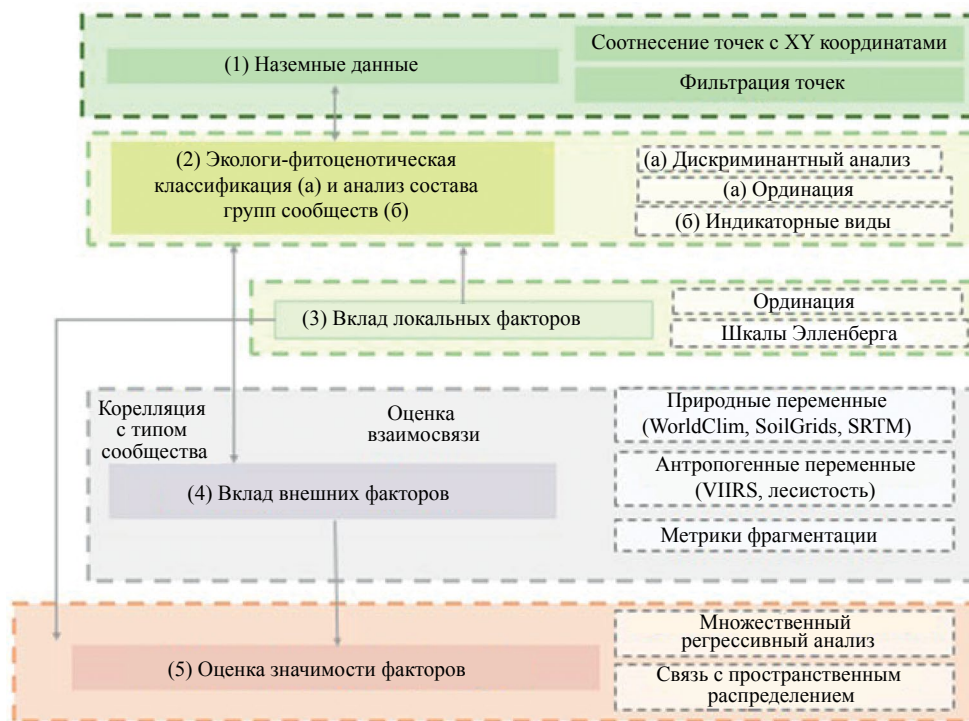 (1) Наземные данные
Соотнесение точек с XY координатами
Фильтрация точек
(2) Экологи-фитоценотическая
классификация (а) и анализ состава
групп сообществ (б)
(а) Дискриминантный анализ
(а) Ординация
(б) Индикаторные виды
(3) Вклад локальных факторов
Ординация
Шкалы Элленберга
Корелляция
с типом
сообщества
Оценка
взаимосвязи
(4) Вклад внешних факторов
Природные переменные
(WorldClim, SoilGrids, SRTM)
Антропогенные переменные
(VIIRS, лесистость)
Метрики фрагментации
(5) Оценка значимости факторов
Множественный
регрессивный анализ
Связь с пространственным
распределением